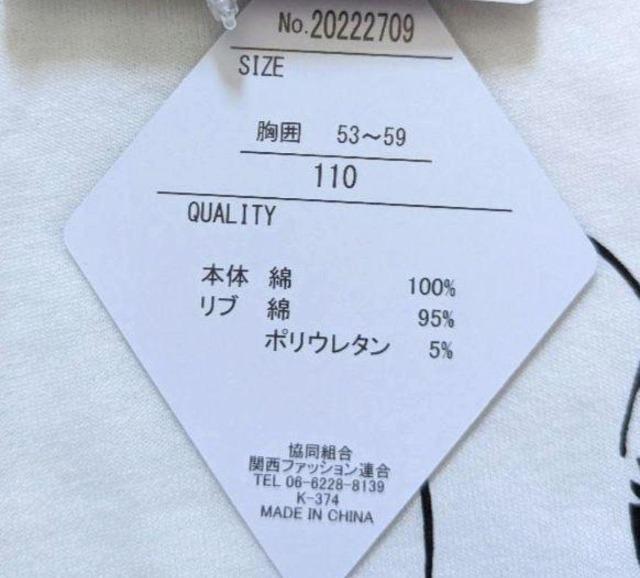 No.20222709
SIZE
胸囲 53～59
110
QUALITY
本体 綿 100%
リブ 綿 95%
ポリウレタン 5%
協同組合
関西ファッション連合
TEL 06-6228-8139
K-374
MADE IN CHINA